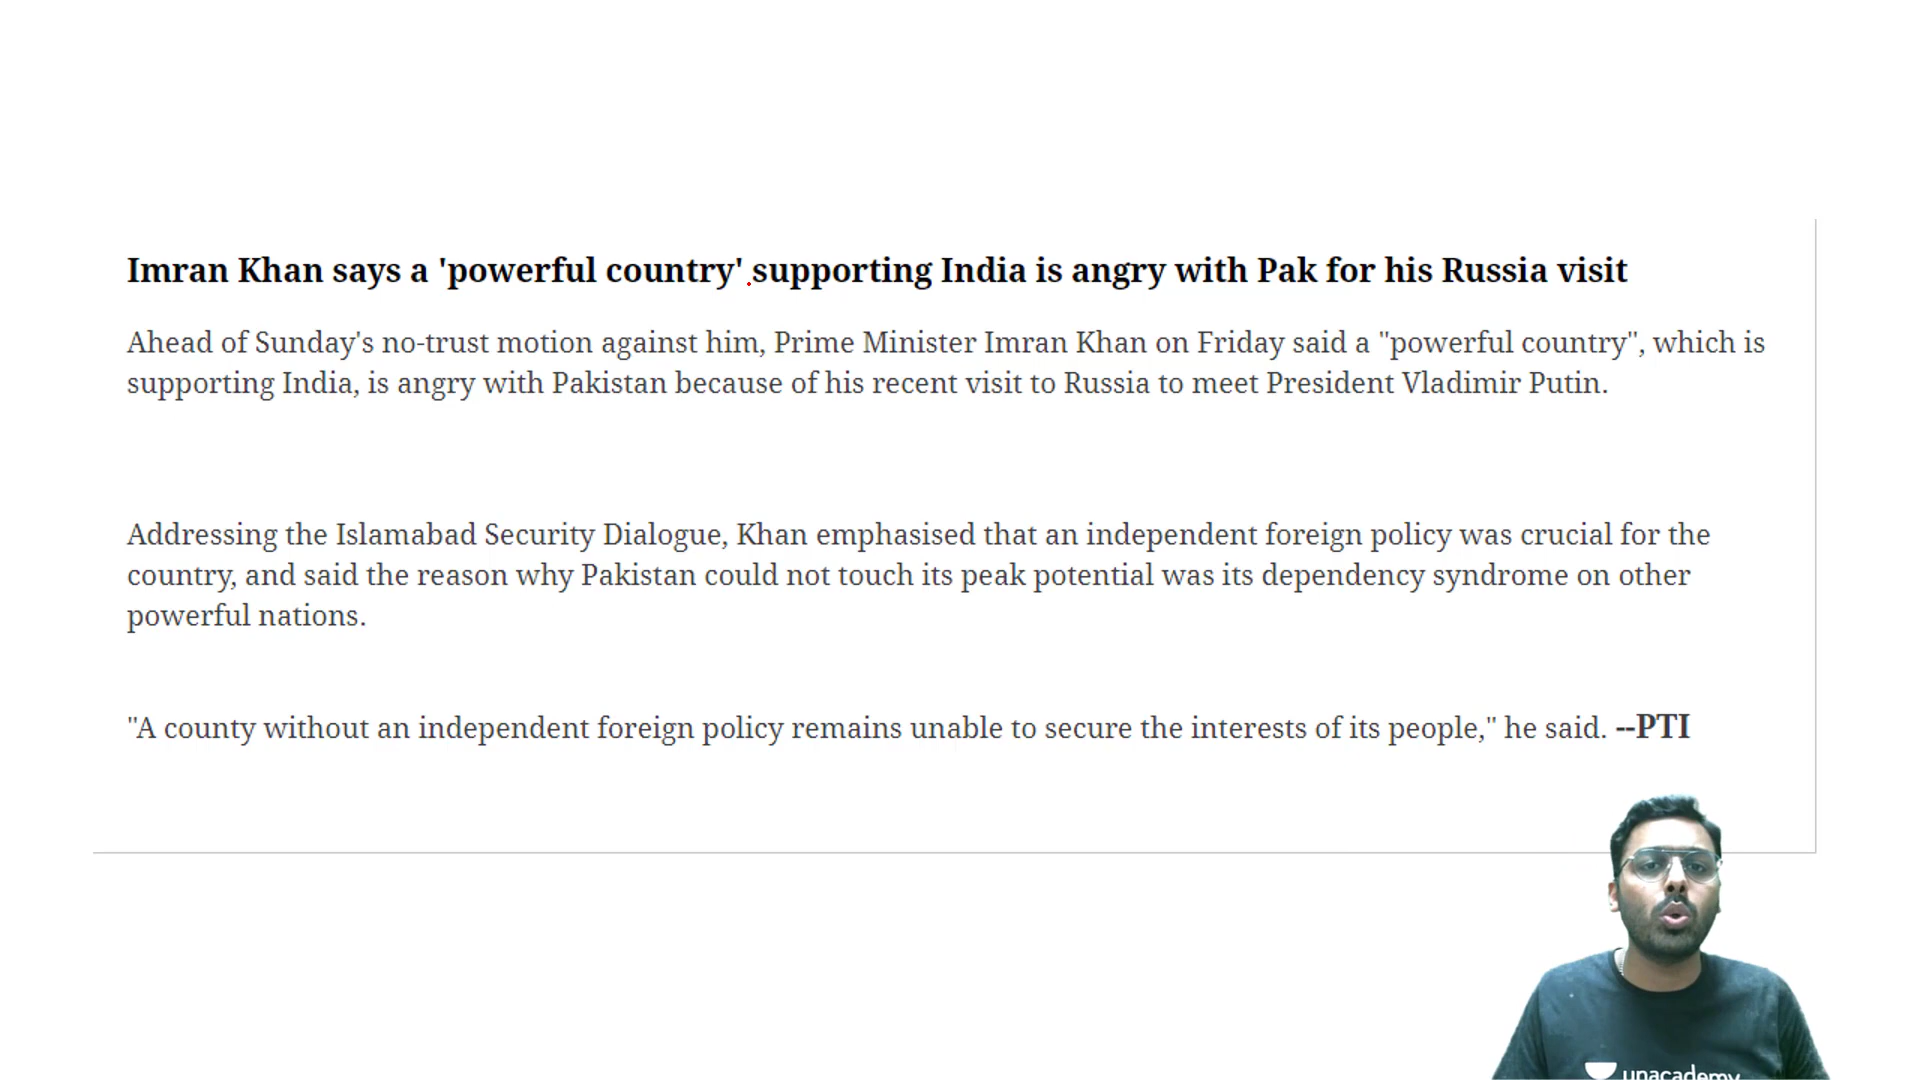 Imran Khan says a 'powerful country' supporting India is angry with Pak for his Russia visit
Ahead of Sunday's no-trust motion against him, Prime Minister Imran Khan on Friday said a "powerful country", which is
supporting India, is angry with Pakistan because of his recent visit to Russia to meet President Vladimir Putin.
Addressing the Islamabad Security Dialogue, Khan emphasised that an independent foreign policy was crucial for the
country, and said the reason why Pakistan could not touch its peak potential was its dependency syndrome on other
powerful nations.
"A county without an independent foreign policy remains unable to secure the interests of its people," he said. --PTI
unacademy